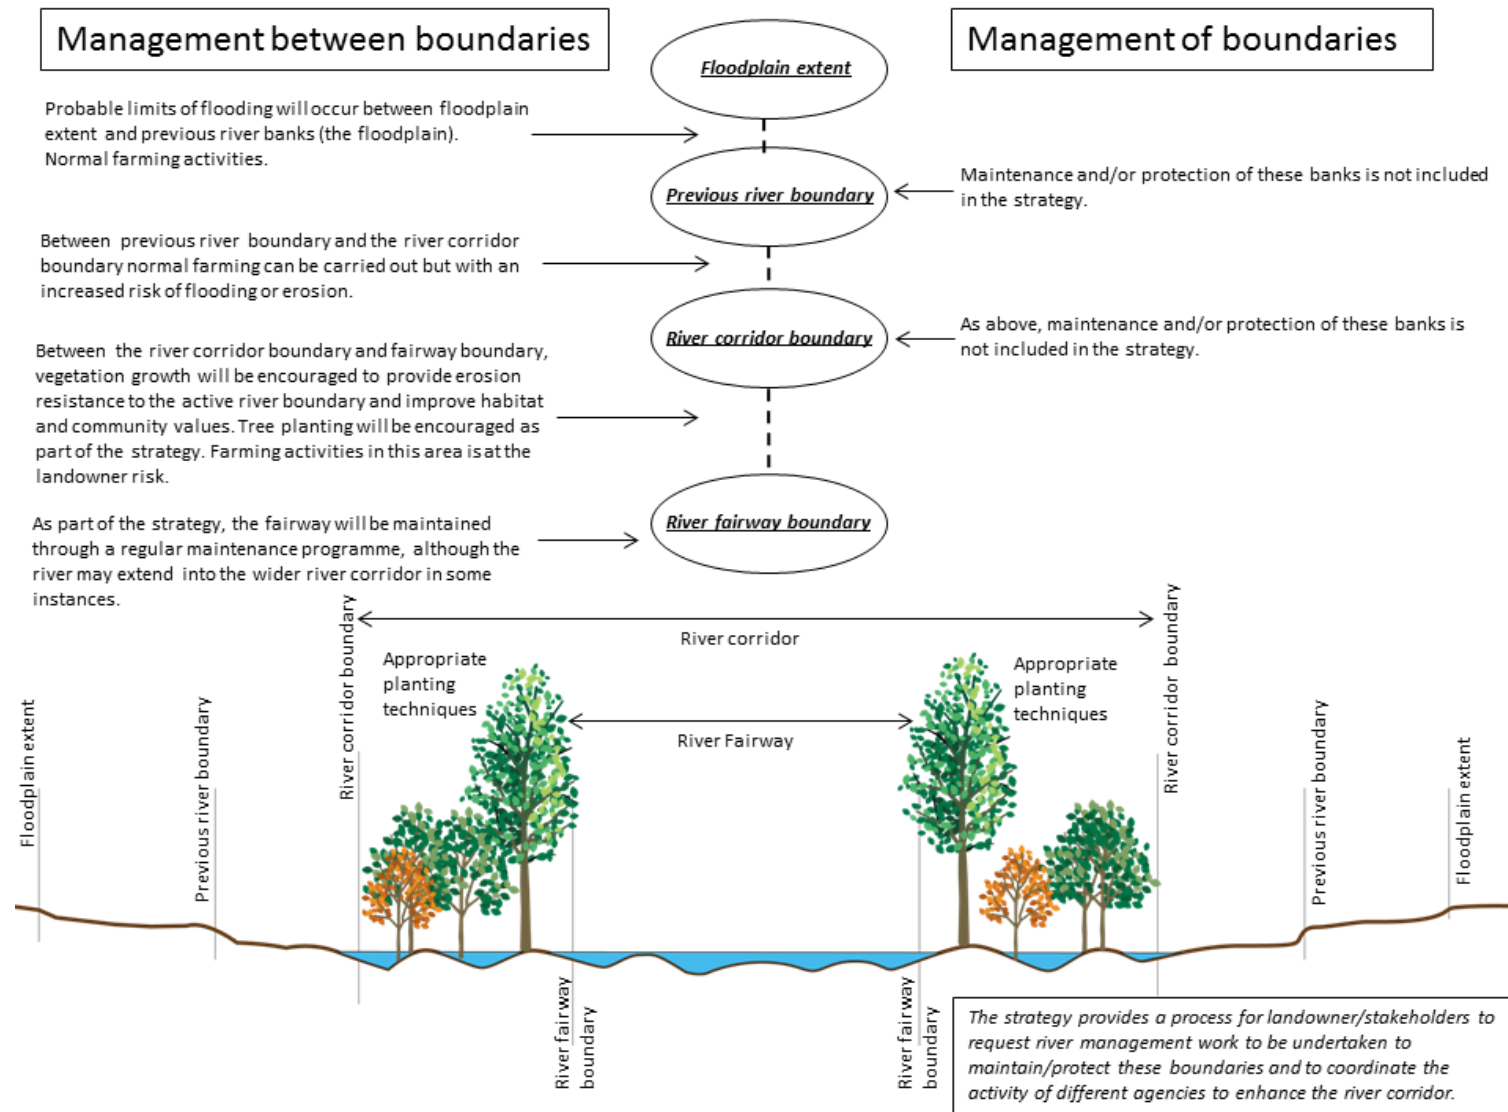 Management between boundaries
Management of boundaries
Floodplain extent
Probable limits of flooding will occur between floodplain
extent and previous river banks (the floodplain).
Normal farming activities.
Previous river boundary
Maintenance and/or protection of these banks is not included
in the strategy.
Between previous river boundary and the river corridor
boundary normal farming can be carried out but with an
increased risk of flooding or erosion.
River corridor boundary
As above, maintenance and/or protection of these banks is
not included in the strategy.
Between the river corridor boundary and fairway boundary,
vegetation growth will be encouraged to provide erosion
resistance to the active river boundary and improve habitat
and community values. Tree planting will be encouraged as
part of the strategy. Farming activities in this area is at the
landowner risk.
River fairway boundary
As part of the strategy, the fairway will be maintained
through a regular maintenance programme, although the
river may extend into the wider river corridor in some
instances.
River corridor
Appropriate
planting
techniques
Appropriate
planting
techniques
River Fairway
Floodplain extent
Previous river boundary
River corridor boundary
River corridor boundary
Previous river boundary
Floodplain extent
River fairway
boundary
River fairway
boundary
The strategy provides a process for landowner/stakeholders to
request river management work to be undertaken to
maintain/protect these boundaries and to coordinate the
activity of different agencies to enhance the river corridor.